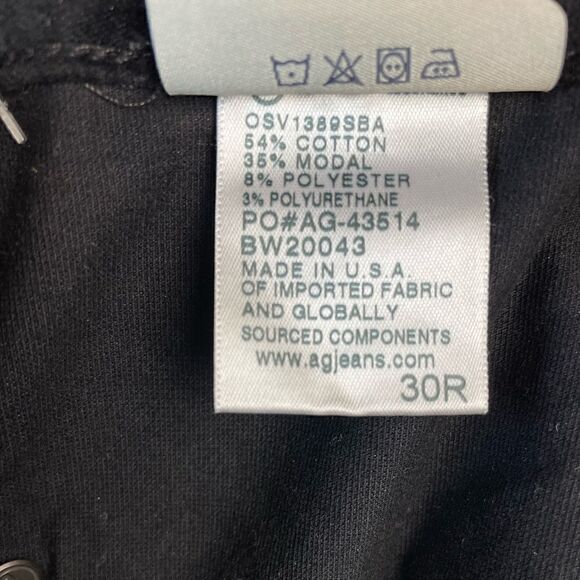 OSV1389SBA
54% COTTON
35% MODAL
8% POLYESTER
3% POLYURETHANE
PO#AG-43514
BW20043
MADE IN U.S.A.
OF IMPORTED FABRIC
AND GLOBALLY
SOURCED COMPONENTS
www.agjeans.com
30R